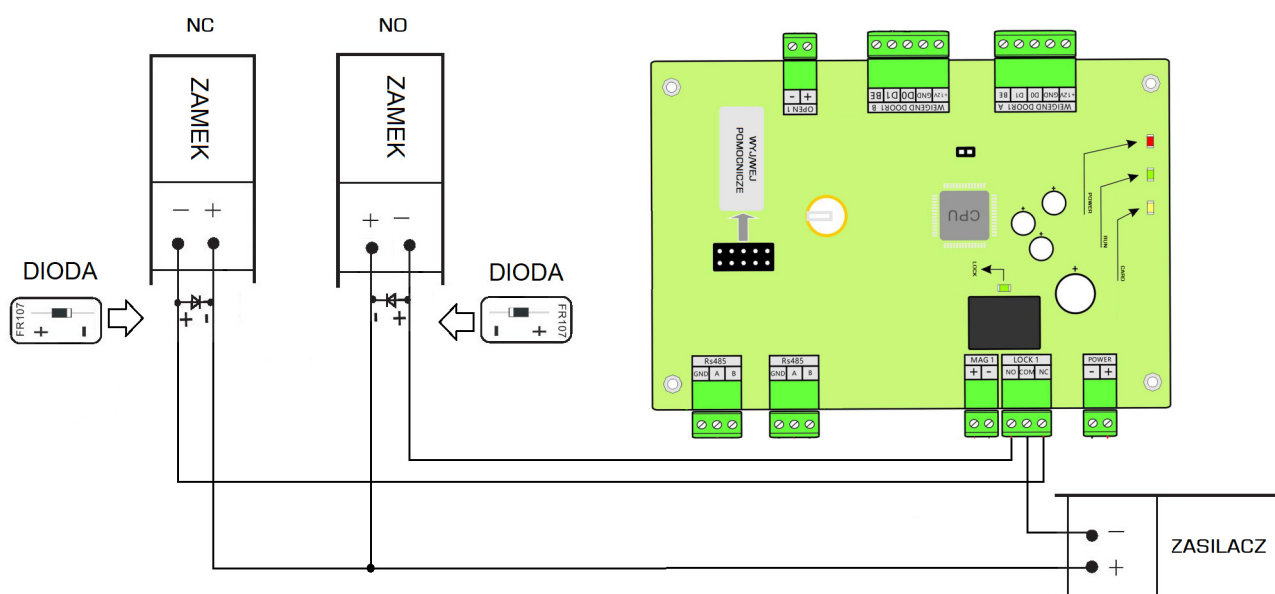 NC
NO
ZAMEK
ZAMEK
- +
+ -
DIODA
FR107
+ -
+ -
- +
DIODA
FR107
- +
OPEN 1
- +
WEIGEND DOOR1 B
BE D1 D0 GND +12V
WEIGEND DOOR1 A
BE D1 D0 GND +12V
WYJ/WEJ
POMOCNICZE
CPU
POWER
RUN
CARD
LOCK
+
+
+
+
Rs485
GND A B
Rs485
GND A B
MAG 1
+ -
LOCK 1
NO COM NC
POWER
- +
-
+
ZASILACZ